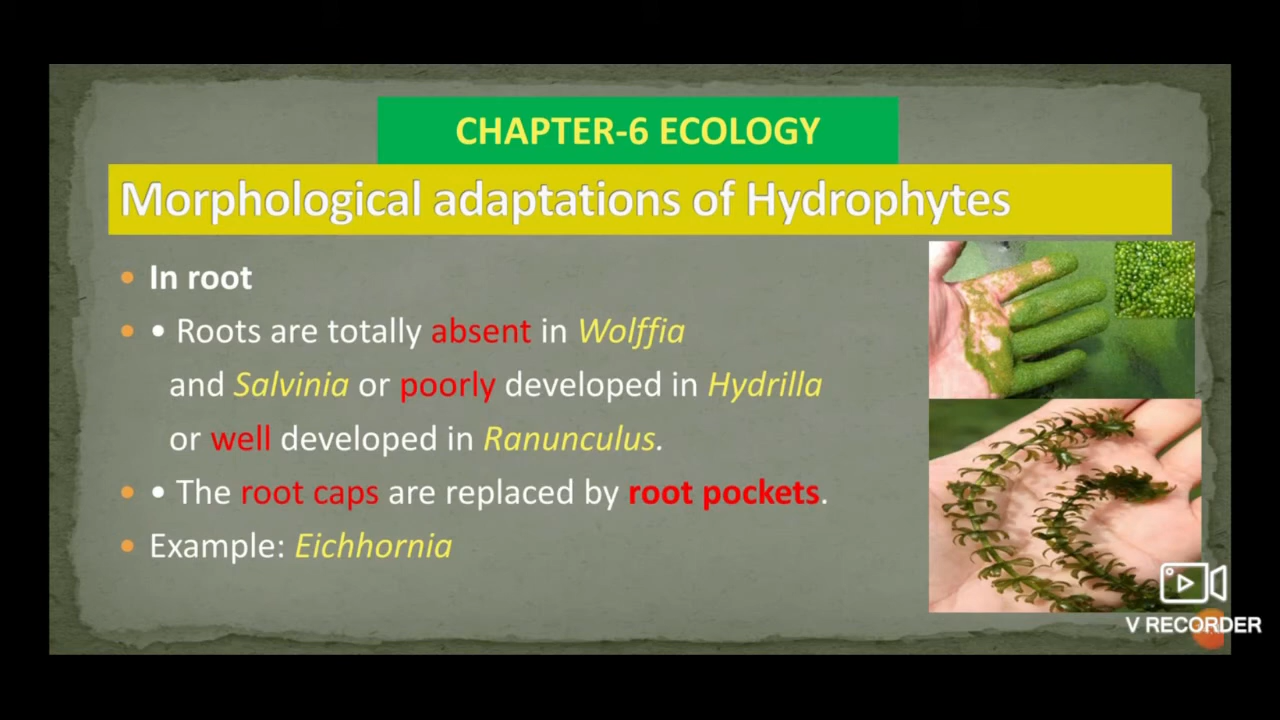 CHAPTER-6 ECOLOGY
Morphological adaptations of Hydrophytes
• In root
• • Roots are totally absent in Wolffia
and Salvinia or poorly developed in Hydrilla
or well developed in Ranunculus.
• • The root caps are replaced by root pockets.
• Example: Eichhornia
V RECORDER